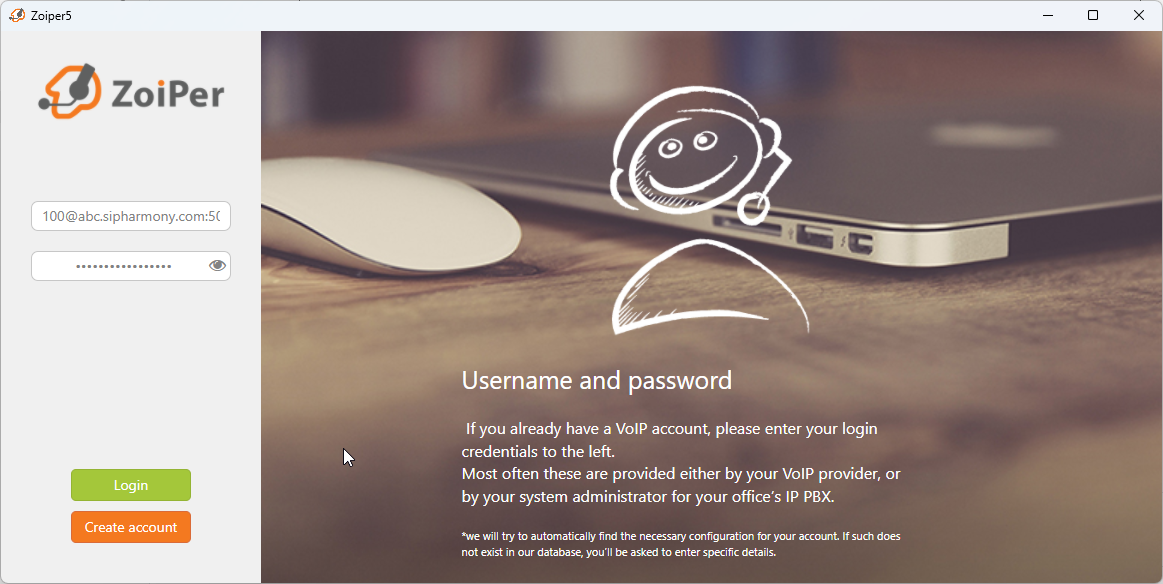 Zoiper5
ZoiPer
100@abc.sipharmony.com:50
•••••••••••••••••
Login
Create account
Username and password
If you already have a VoIP account, please enter your login
credentials to the left.
Most often these are provided either by your VoIP provider, or
by your system administrator for your office's IP PBX.
*we will try to automatically find the necessary configuration for your account. If such does
not exist in our database, you'll be asked to enter specific details.